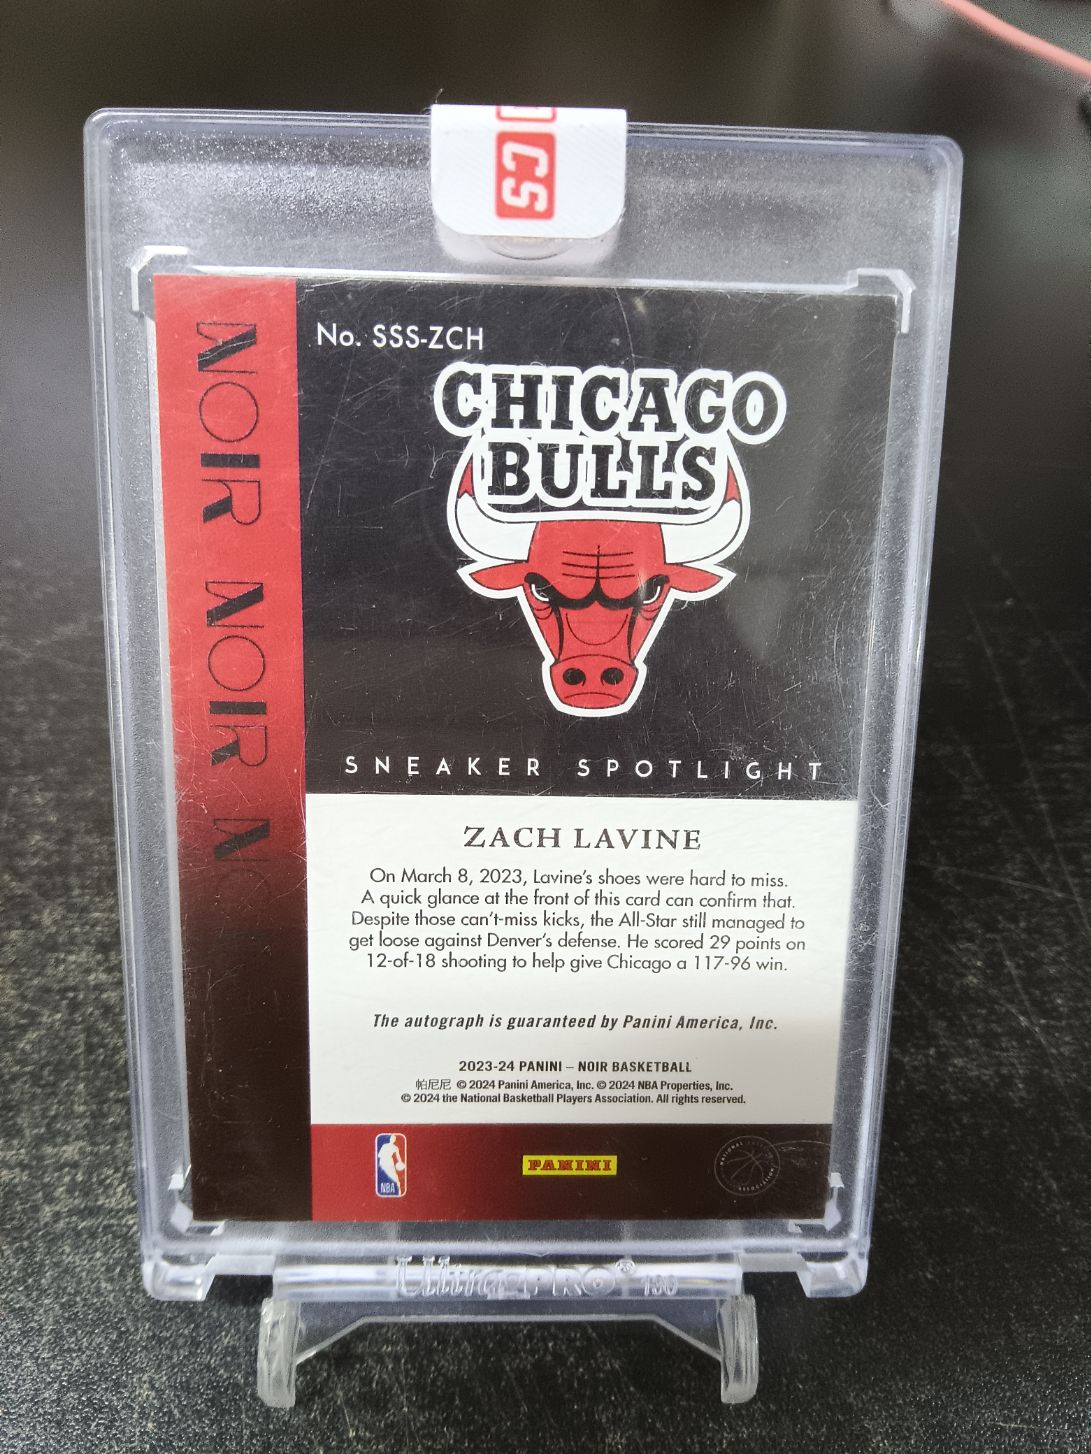 CS
No. SSS-ZCH
CHICAGO
BULLS
NOIR NOIR NOIR
SNEAKER SPOTLIGHT
ZACH LAVINE
On March 8, 2023, Lavine's shoes were hard to miss.
A quick glance at the front of this card can confirm that.
Despite those can't-miss kicks, the All-Star still managed to
get loose against Denver's defense. He scored 29 points on
12-of-18 shooting to help give Chicago a 117-96 win.
The autograph is guaranteed by Panini America, Inc.
2023-24 PANINI – NOIR BASKETBALL
帕尼尼 © 2024 Panini America, Inc. © 2024 NBA Properties, Inc.
© 2024 the National Basketball Players Association. All rights reserved.
NBA
PANINI
Ultra PRO®